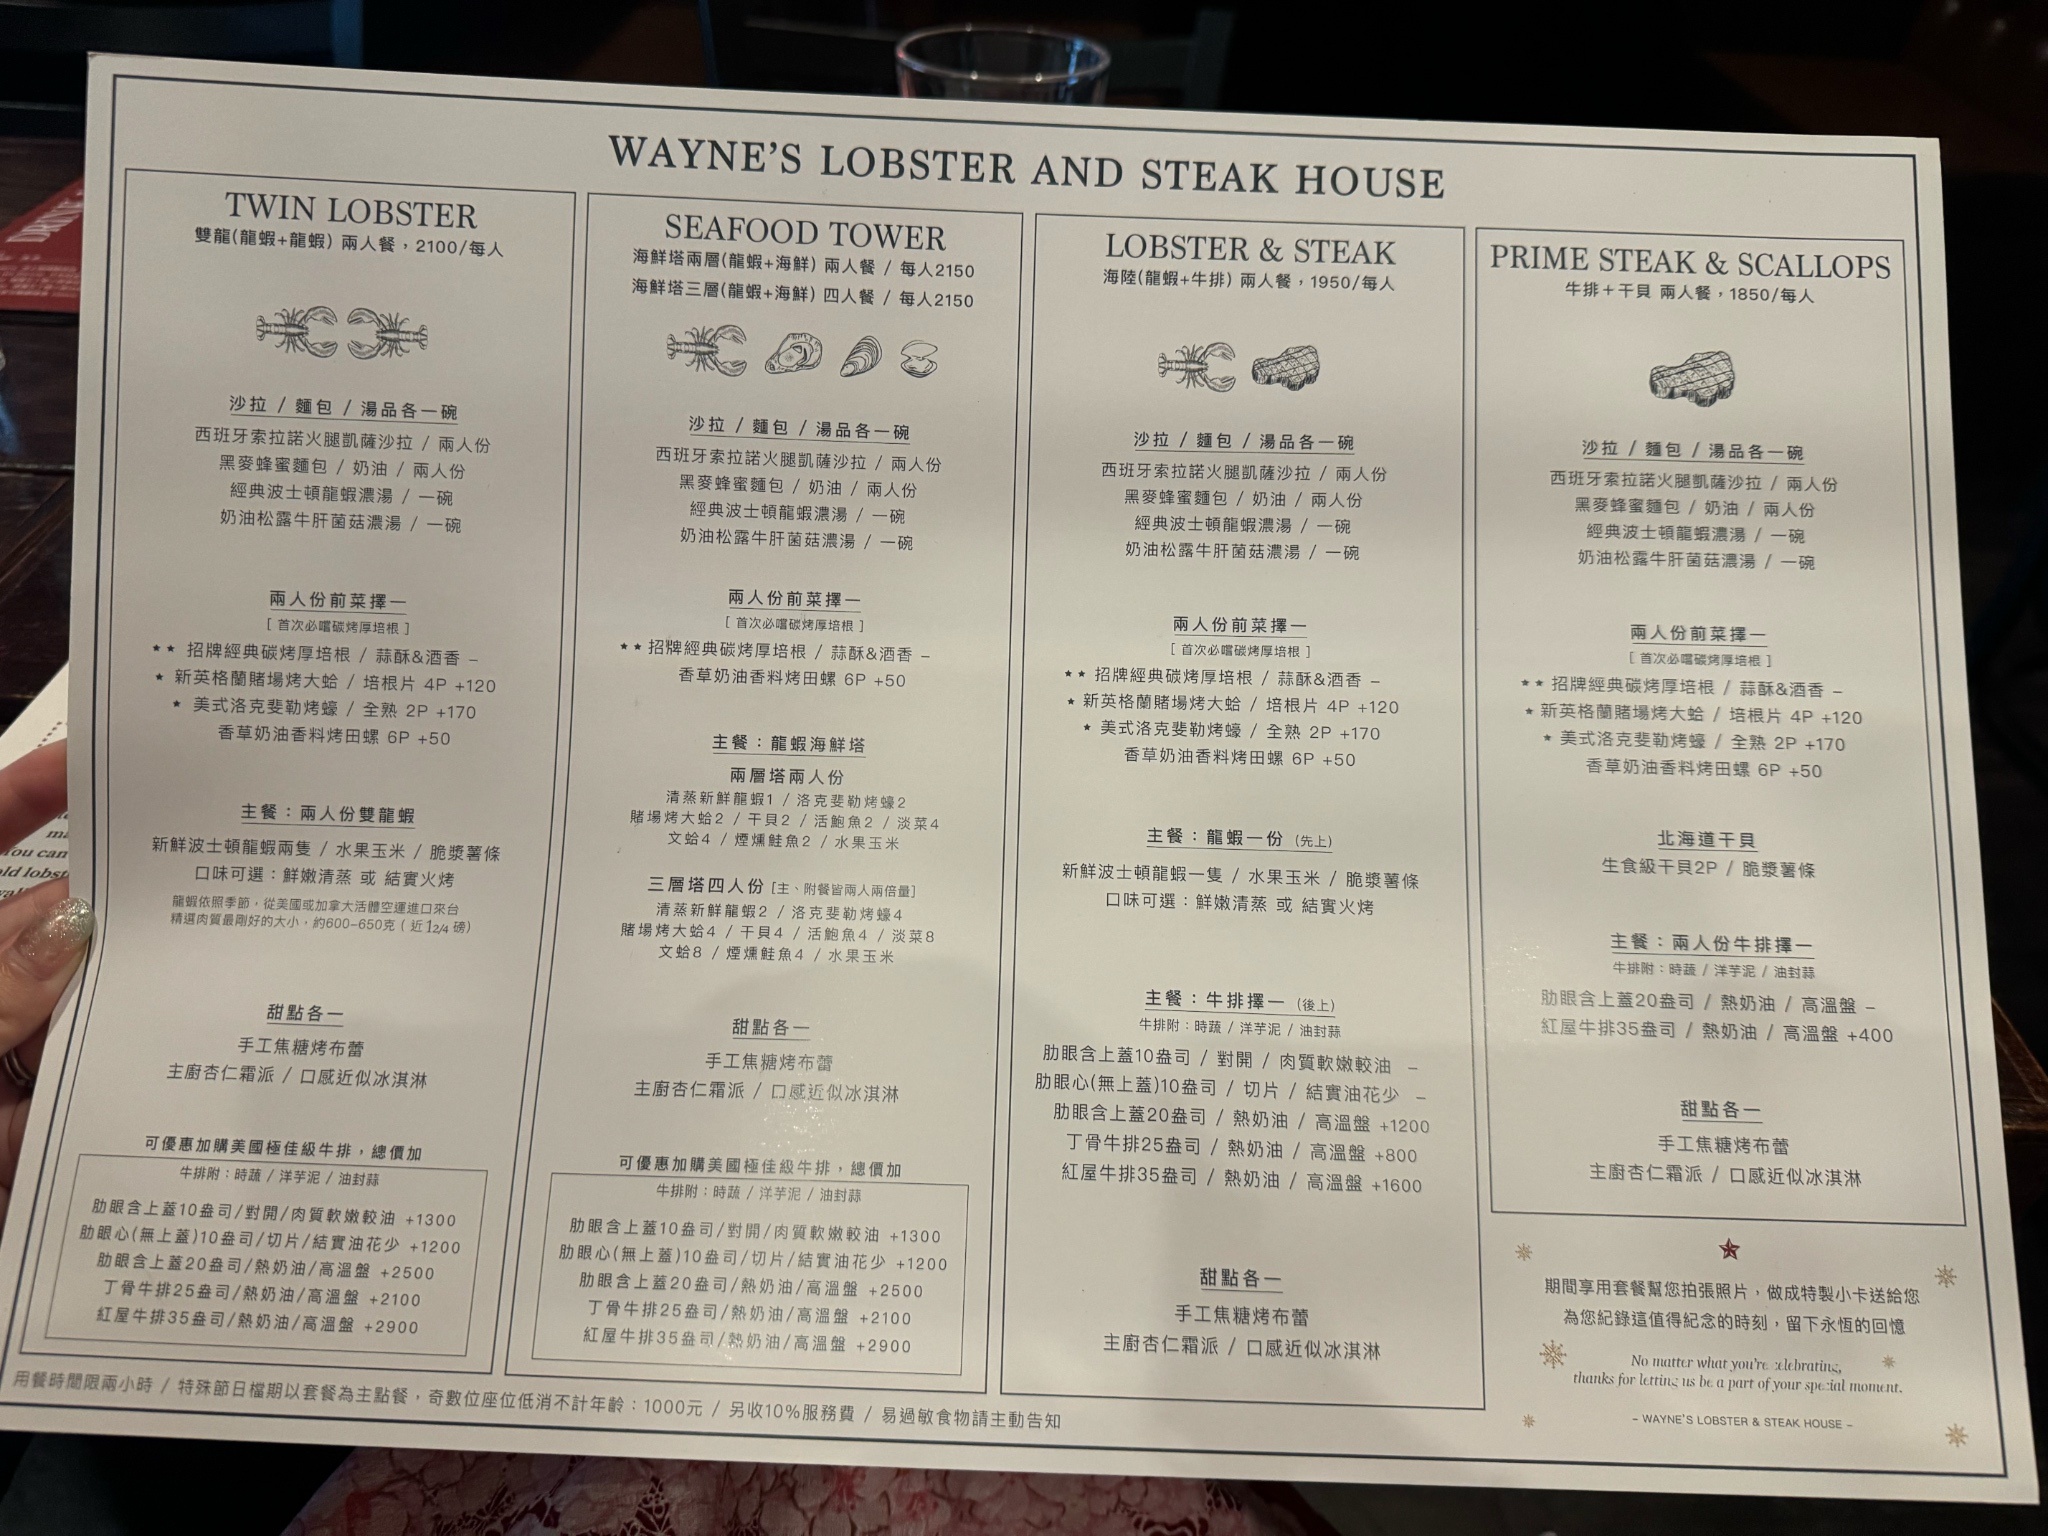 WAYNE'S LOBSTER AND STEAK HOUSE
TWIN LOBSTER
雙龍(龍蝦+龍蝦) 兩人餐，2100/每人
沙拉 / 麵包 / 湯品各一碗
西班牙索拉諾火腿凱薩沙拉 / 兩人份
黑麥蜂蜜麵包 / 奶油 / 兩人份
經典波士頓龍蝦濃湯 / 一碗
奶油松露牛肝菌菇濃湯 / 一碗
兩人份前菜擇一
[ 首次必嚐碳烤厚培根 ]
★★ 招牌經典碳烤厚培根 / 蒜酥&酒香 –
★ 新英格蘭賭場烤大蛤 / 培根片 4P +120
★ 美式洛克斐勒烤蠔 / 全熟 2P +170
香草奶油香料烤田螺 6P +50
主餐：兩人份雙龍蝦
新鮮波士頓龍蝦兩隻 / 水果玉米 / 脆漿薯條
口味可選：鮮嫩清蒸 或 結實火烤
龍蝦依照季節，從美國或加拿大活體空運進口來台
精選肉質最剛好的大小，約600–650克 ( 近 12/4 磅)
甜點各一
手工焦糖烤布蕾
主廚杏仁霜派 / 口感近似冰淇淋
可優惠加購美國極佳級牛排，總價加
牛排附：時蔬 / 洋芋泥 / 油封蒜
肋眼含上蓋10盎司/對開/肉質軟嫩較油 +1300
肋眼心(無上蓋)10盎司/切片/結實油花少 +1200
肋眼含上蓋20盎司/熱奶油/高溫盤 +2500
丁骨牛排25盎司/熱奶油/高溫盤 +2100
紅屋牛排35盎司/熱奶油/高溫盤 +2900
SEAFOOD TOWER
海鮮塔兩層(龍蝦+海鮮) 兩人餐 / 每人2150
海鮮塔三層(龍蝦+海鮮) 四人餐 / 每人2150
沙拉 / 麵包 / 湯品各一碗
西班牙索拉諾火腿凱薩沙拉 / 兩人份
黑麥蜂蜜麵包 / 奶油 / 兩人份
經典波士頓龍蝦濃湯 / 一碗
奶油松露牛肝菌菇濃湯 / 一碗
兩人份前菜擇一
[ 首次必嚐碳烤厚培根 ]
★★ 招牌經典碳烤厚培根 / 蒜酥&酒香 –
香草奶油香料烤田螺 6P +50
主餐：龍蝦海鮮塔
兩層塔兩人份
清蒸新鮮龍蝦1 / 洛克斐勒烤蠔2
賭場烤大蛤2 / 干貝2 / 活鮑魚2 / 淡菜4
文蛤4 / 煙燻鮭魚2 / 水果玉米
三層塔四人份 [主、附餐皆兩人兩倍量]
清蒸新鮮龍蝦2 / 洛克斐勒烤蠔4
賭場烤大蛤4 / 干貝4 / 活鮑魚4 / 淡菜8
文蛤8 / 煙燻鮭魚4 / 水果玉米
甜點各一
手工焦糖烤布蕾
主廚杏仁霜派 / 口感近似冰淇淋
可優惠加購美國極佳級牛排，總價加
牛排附：時蔬 / 洋芋泥 / 油封蒜
肋眼含上蓋10盎司/對開/肉質軟嫩較油 +1300
肋眼心(無上蓋)10盎司/切片/結實油花少 +1200
肋眼含上蓋20盎司/熱奶油/高溫盤 +2500
丁骨牛排25盎司/熱奶油/高溫盤 +2100
紅屋牛排35盎司/熱奶油/高溫盤 +2900
LOBSTER & STEAK
海陸(龍蝦+牛排) 兩人餐，1950/每人
沙拉 / 麵包 / 湯品各一碗
西班牙索拉諾火腿凱薩沙拉 / 兩人份
黑麥蜂蜜麵包 / 奶油 / 兩人份
經典波士頓龍蝦濃湯 / 一碗
奶油松露牛肝菌菇濃湯 / 一碗
兩人份前菜擇一
[ 首次必嚐碳烤厚培根 ]
★★ 招牌經典碳烤厚培根 / 蒜酥&酒香 –
★ 新英格蘭賭場烤大蛤 / 培根片 4P +120
★ 美式洛克斐勒烤蠔 / 全熟 2P +170
香草奶油香料烤田螺 6P +50
主餐：龍蝦一份 (先上)
新鮮波士頓龍蝦一隻 / 水果玉米 / 脆漿薯條
口味可選：鮮嫩清蒸 或 結實火烤
主餐：牛排擇一 (後上)
牛排附：時蔬 / 洋芋泥 / 油封蒜
肋眼含上蓋10盎司 / 對開 / 肉質軟嫩較油 –
肋眼心(無上蓋)10盎司 / 切片 / 結實油花少 –
肋眼含上蓋20盎司 / 熱奶油 / 高溫盤 +1200
丁骨牛排25盎司 / 熱奶油 / 高溫盤 +800
紅屋牛排35盎司 / 熱奶油 / 高溫盤 +1600
甜點各一
手工焦糖烤布蕾
主廚杏仁霜派 / 口感近似冰淇淋
PRIME STEAK & SCALLOPS
牛排＋干貝 兩人餐，1850/每人
沙拉 / 麵包 / 湯品各一碗
西班牙索拉諾火腿凱薩沙拉 / 兩人份
黑麥蜂蜜麵包 / 奶油 / 兩人份
經典波士頓龍蝦濃湯 / 一碗
奶油松露牛肝菌菇濃湯 / 一碗
兩人份前菜擇一
[ 首次必嚐碳烤厚培根 ]
★★ 招牌經典碳烤厚培根 / 蒜酥&酒香 –
★ 新英格蘭賭場烤大蛤 / 培根片 4P +120
★ 美式洛克斐勒烤蠔 / 全熟 2P +170
香草奶油香料烤田螺 6P +50
北海道干貝
生食級干貝2P / 脆漿薯條
主餐：兩人份牛排擇一
牛排附：時蔬 / 洋芋泥 / 油封蒜
肋眼含上蓋20盎司 / 熱奶油 / 高溫盤 –
紅屋牛排35盎司 / 熱奶油 / 高溫盤 +400
甜點各一
手工焦糖烤布蕾
主廚杏仁霜派 / 口感近似冰淇淋
期間享用套餐幫您拍張照片，做成特製小卡送給您
為您紀錄這值得紀念的時刻，留下永恆的回憶
No matter what you're celebrating,
thanks for letting us be a part of your special moment.
– WAYNE'S LOBSTER & STEAK HOUSE –
用餐時間限兩小時 / 特殊節日檔期以套餐為主點餐，奇數位座位低消不計年齡：1000元 / 另收10%服務費 / 易過敏食物請主動告知
You can